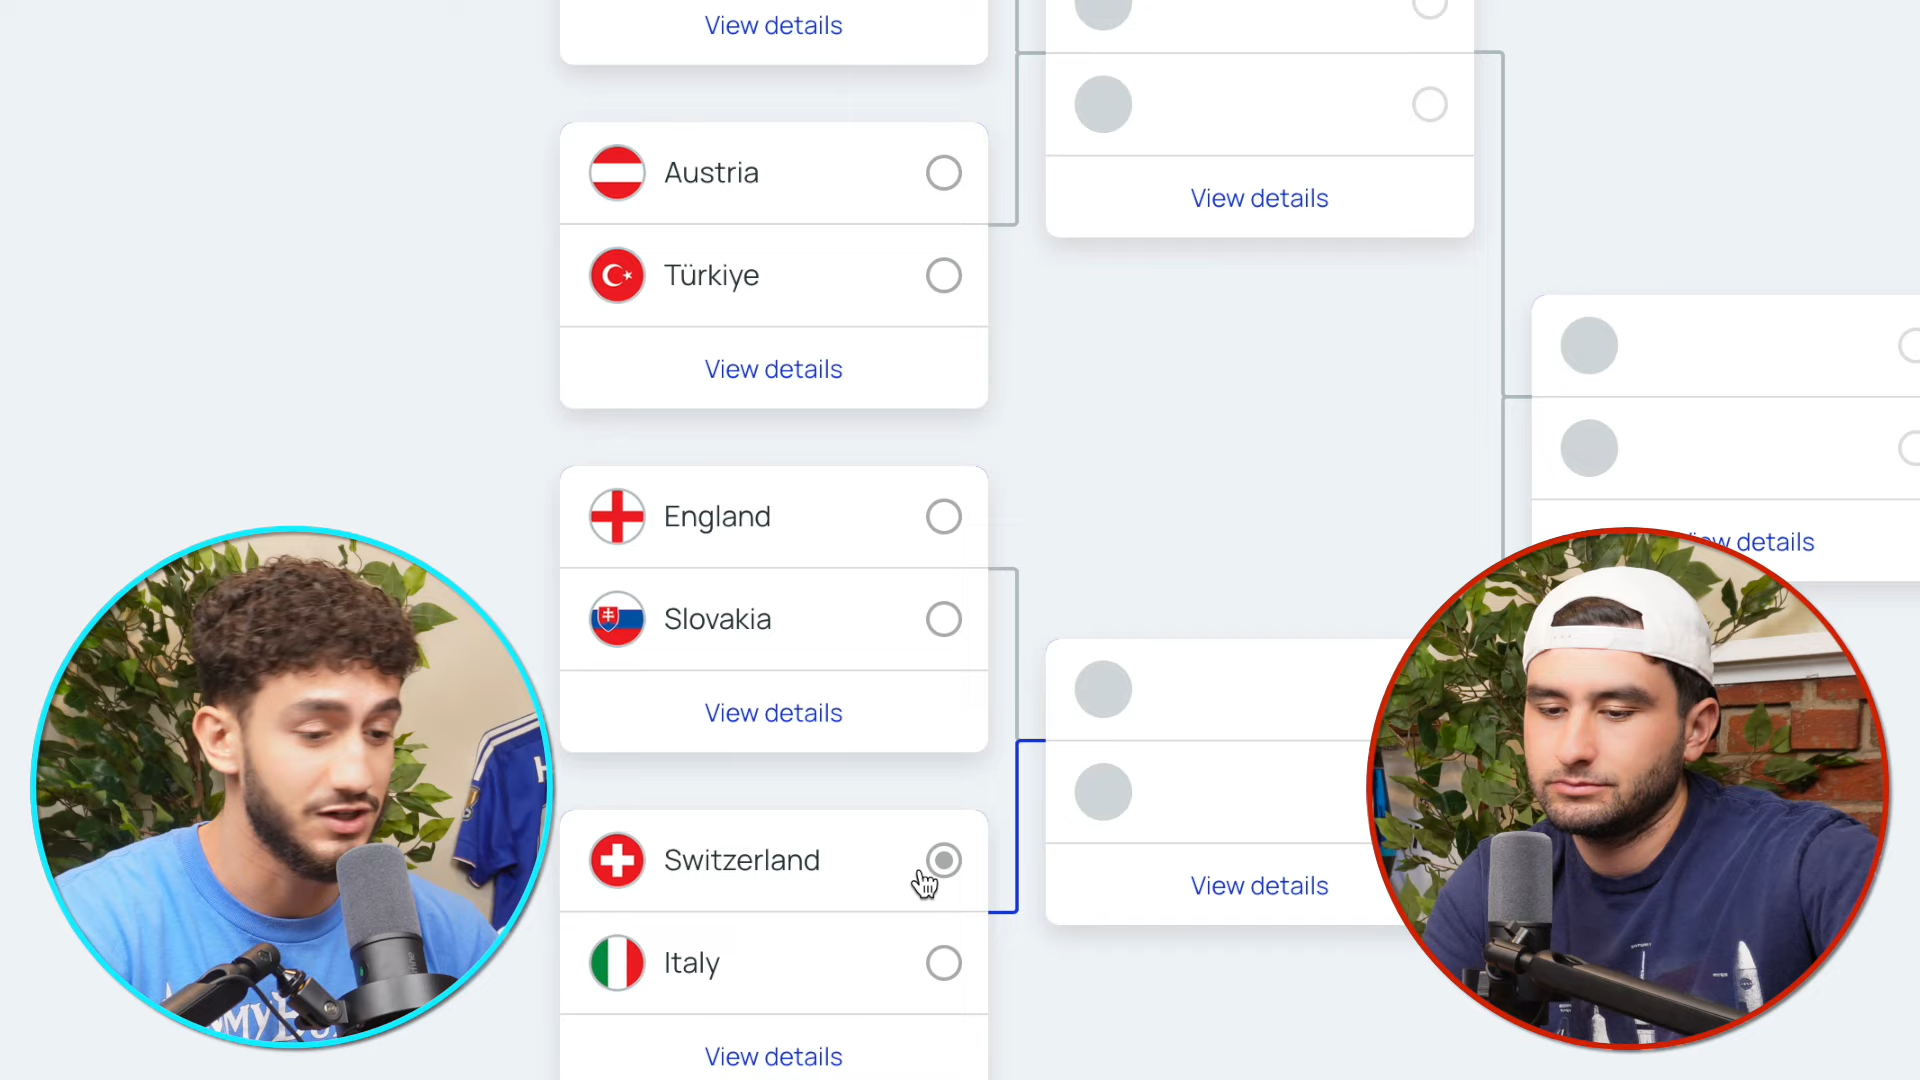 View details
Austria
Türkiye
View details
View details
England
Slovakia
View details
View details
Switzerland
Italy
View details
View details